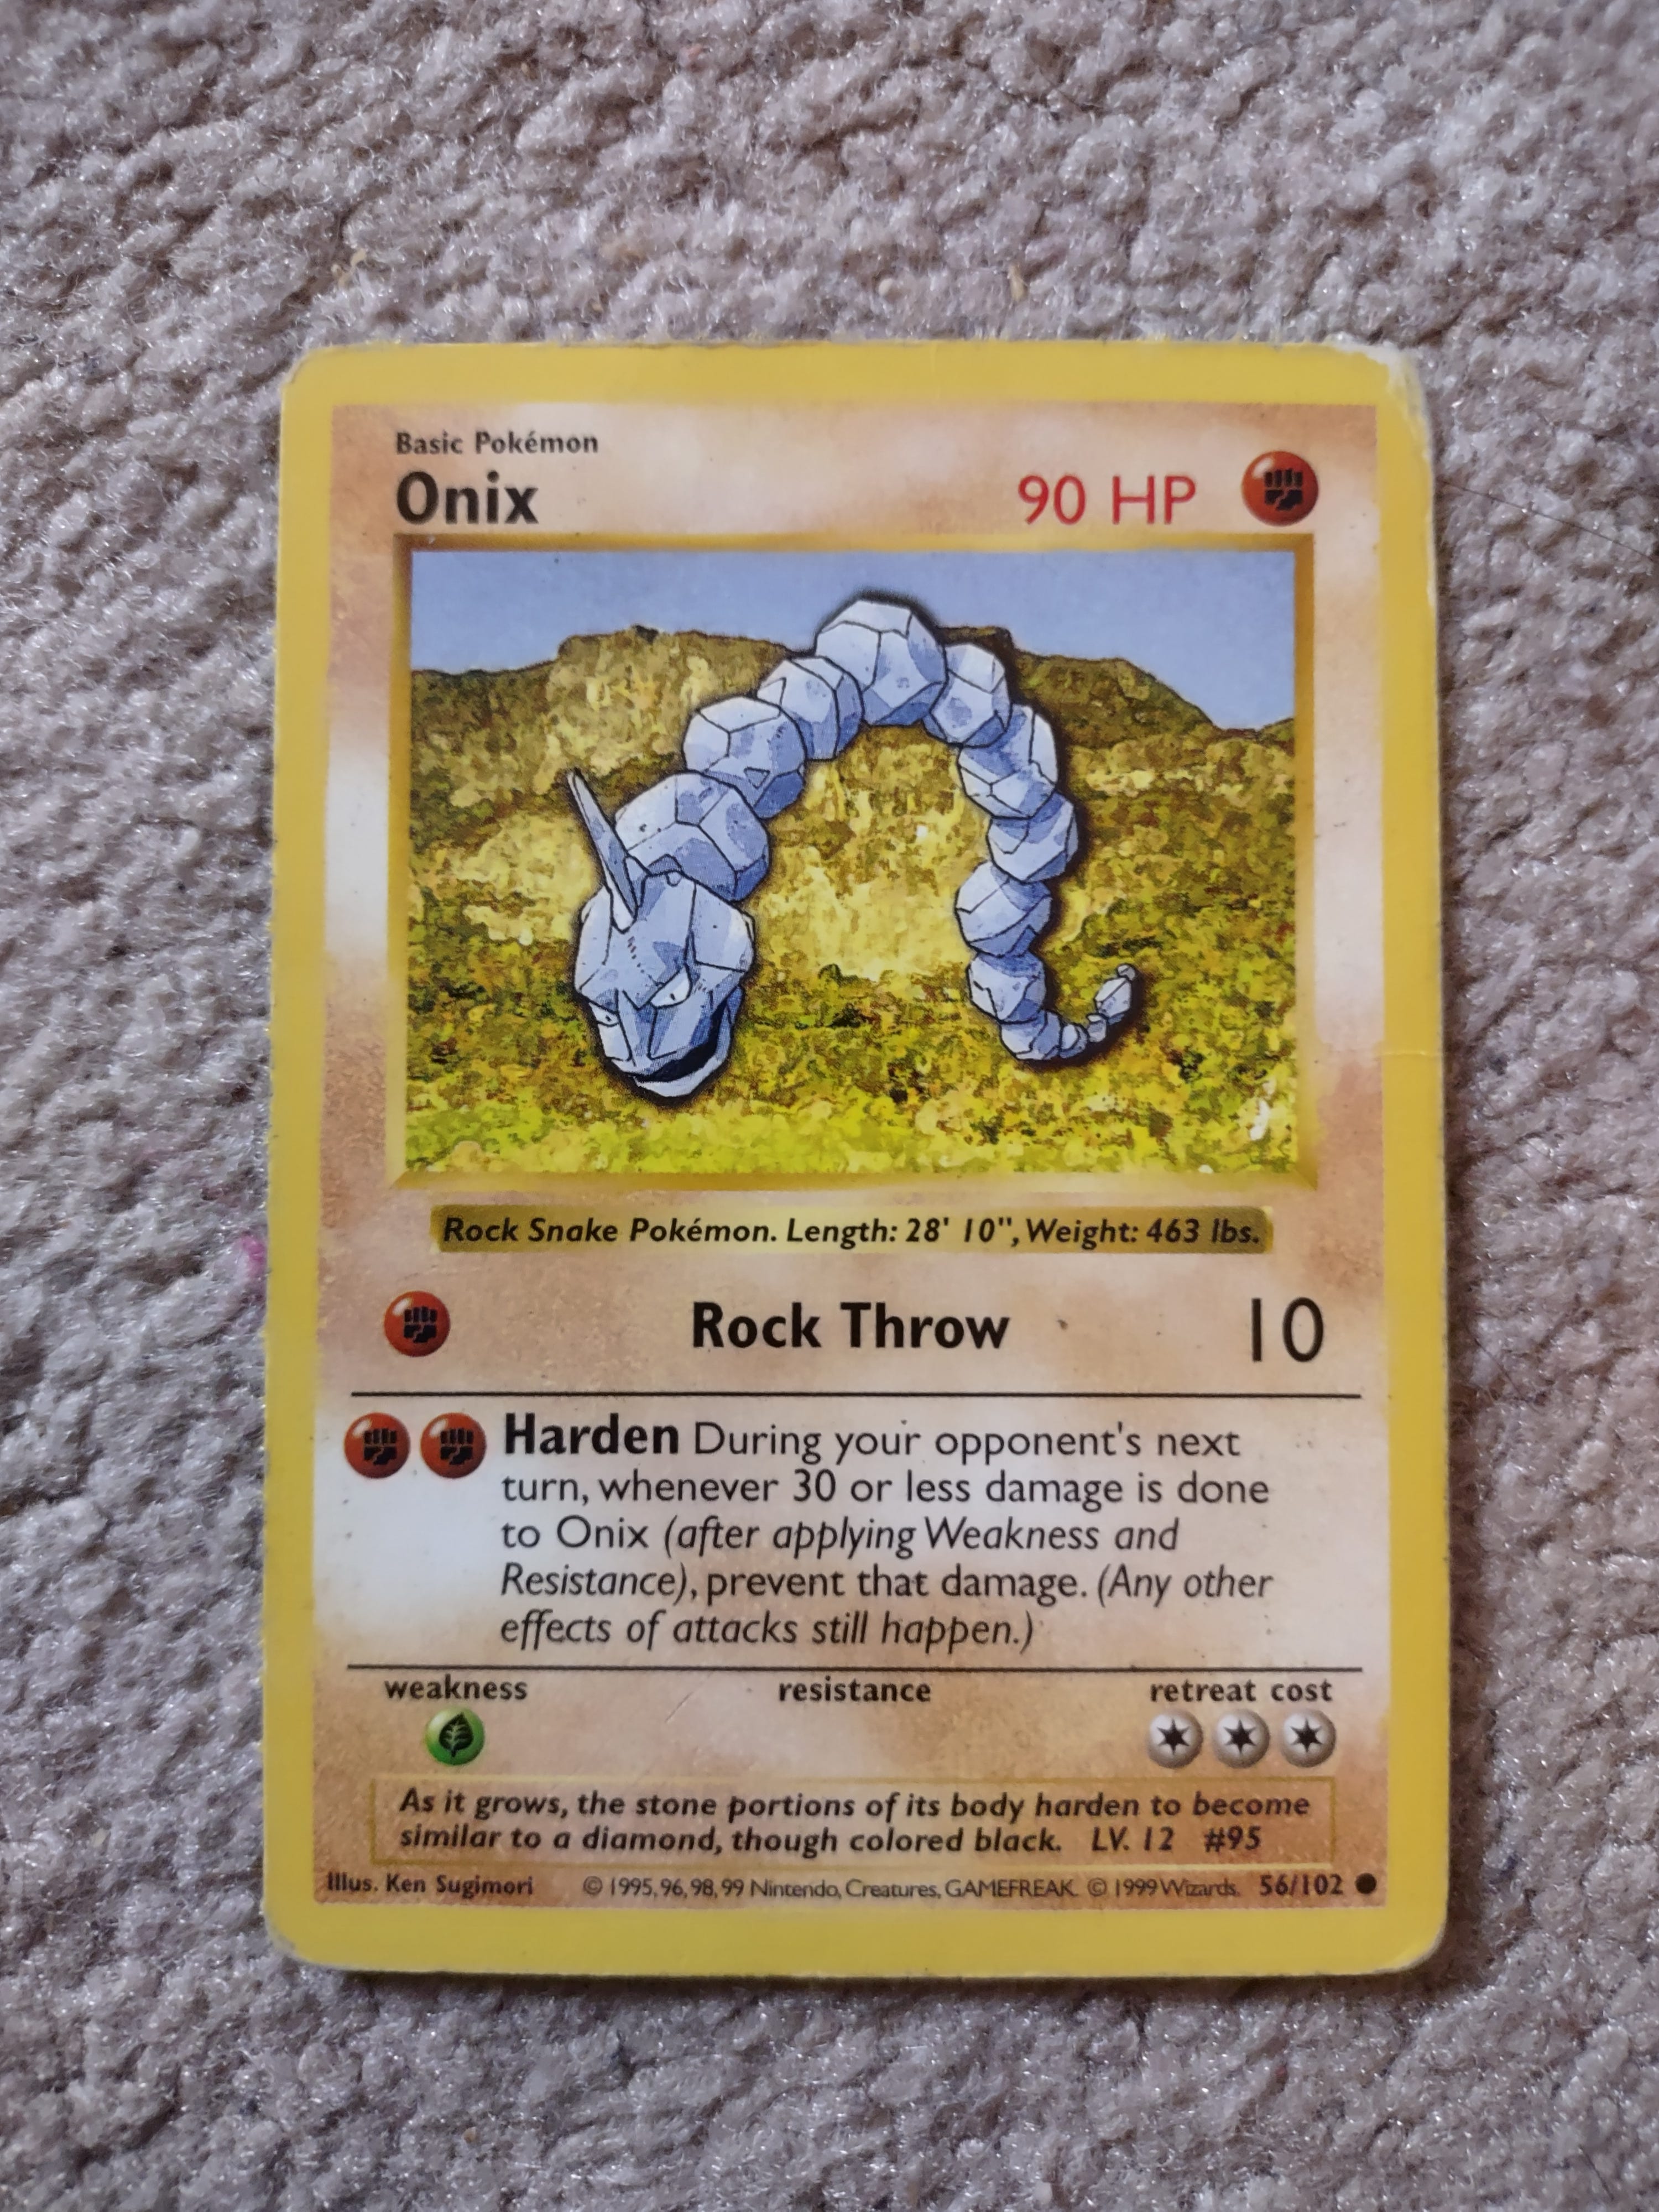 Basic Pokémon
Onix 90 HP
Rock Snake Pokémon. Length: 28' 10", Weight: 463 lbs.
Rock Throw 10
Harden During your opponent's next
turn, whenever 30 or less damage is done
to Onix (after applying Weakness and
Resistance), prevent that damage. (Any other
effects of attacks still happen.)
weakness resistance retreat cost
As it grows, the stone portions of its body harden to become
similar to a diamond, though colored black. LV. 12 #95
Illus. Ken Sugimori © 1995, 96, 98, 99 Nintendo, Creatures, GAMEFREAK. © 1999 Wizards. 56/102